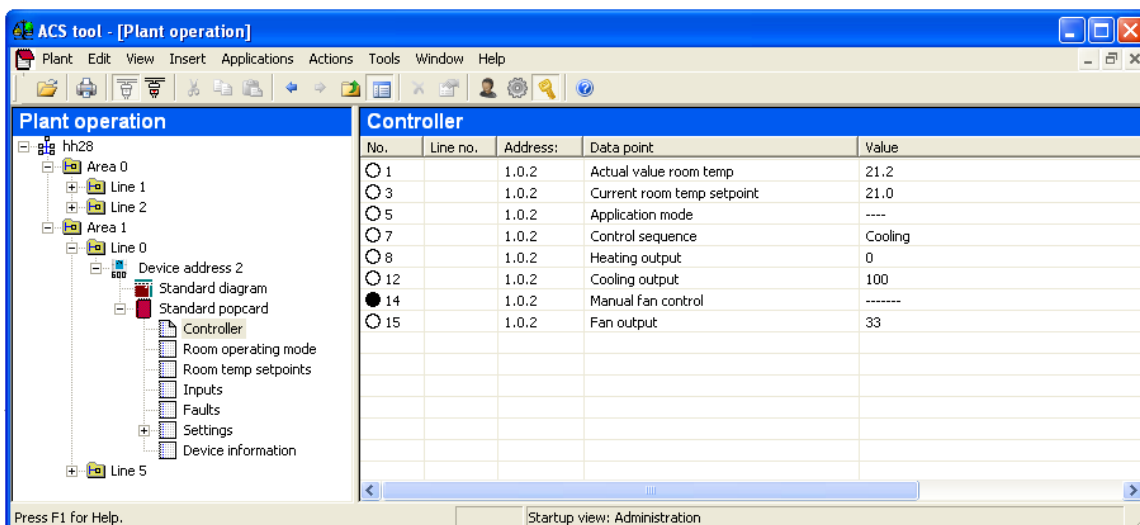 ACS tool - [Plant operation]
Plant Edit View Insert Applications Actions Tools Window Help
Plant operation
hh28
Area 0
Line 1
Line 2
Area 1
Line 0
600 Device address 2
Standard diagram
Standard popcard
Controller
Room operating mode
Room temp setpoints
Inputs
Faults
Settings
Device information
Line 5
Controller
No. Line no. Address: Data point Value
1 1.0.2 Actual value room temp 21.2
3 1.0.2 Current room temp setpoint 21.0
5 1.0.2 Application mode ----
7 1.0.2 Control sequence Cooling
8 1.0.2 Heating output 0
12 1.0.2 Cooling output 100
14 1.0.2 Manual fan control -------
15 1.0.2 Fan output 33
Press F1 for Help. Startup view: Administration